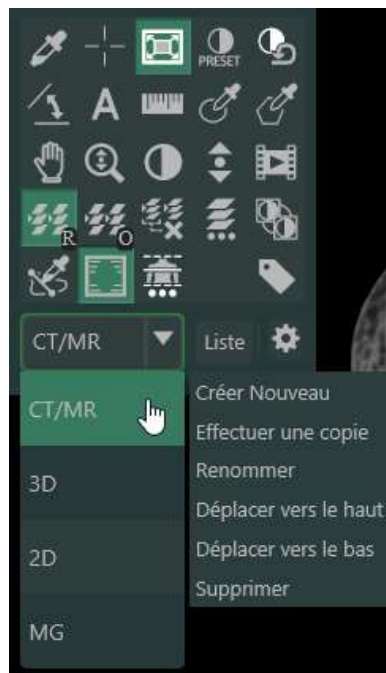 PRESET
A
R
O
CT/MR
Liste
CT/MR
3D
2D
MG
Créer Nouveau
Effectuer une copie
Renommer
Déplacer vers le haut
Déplacer vers le bas
Supprimer